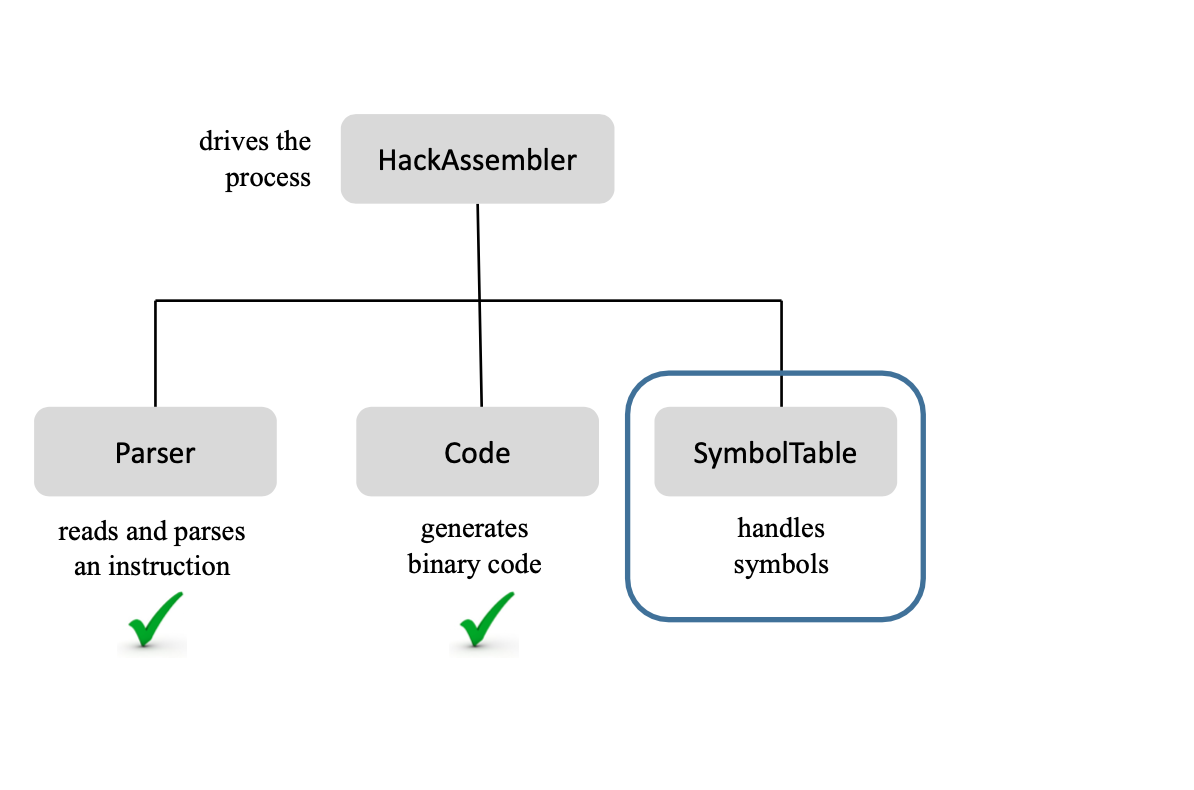 drives the
process
HackAssembler
Parser
Code
SymbolTable
reads and parses
an instruction
generates
binary code
handles
symbols